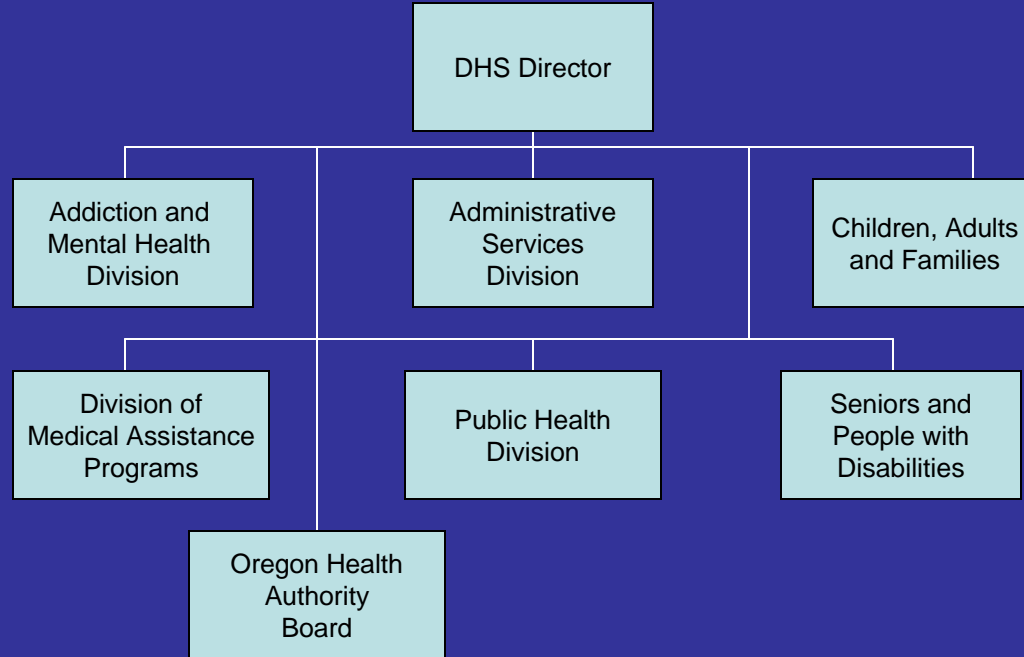 DHS Director
Addiction and
Mental Health
Division
Administrative
Services
Division
Children, Adults
and Families
Division of
Medical Assistance
Programs
Public Health
Division
Seniors and
People with
Disabilities
Oregon Health
Authority
Board